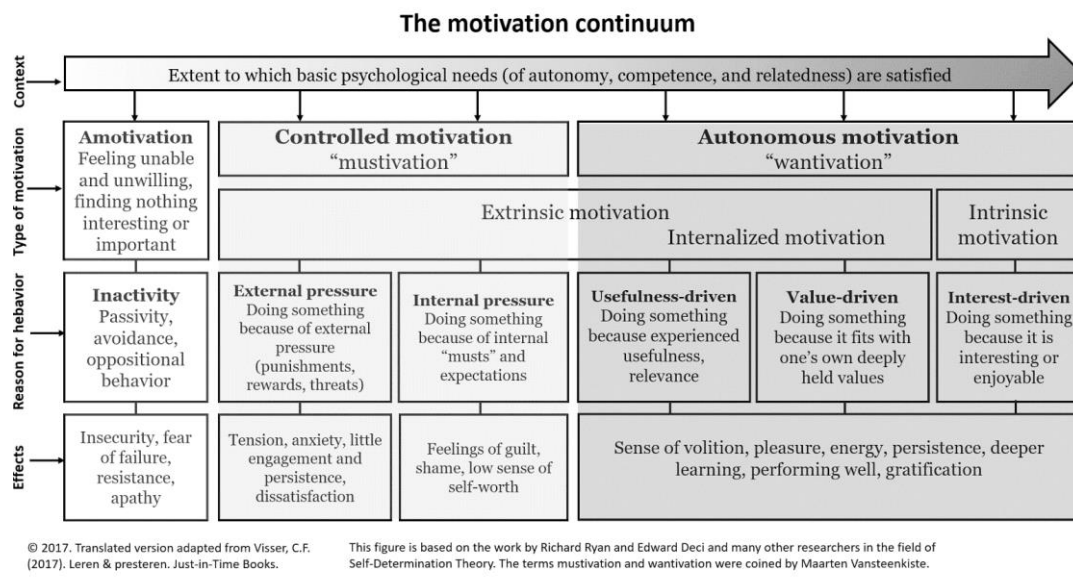 The motivation continuum
Context
Extent to which basic psychological needs (of autonomy, competence, and relatedness) are satisfied
Type of motivation
Amotivation
Feeling unable
and unwilling,
finding nothing
interesting or
important
Controlled motivation
“mustivation”
Autonomous motivation
“wantivation”
Extrinsic motivation
Internalized motivation
Intrinsic
motivation
Reason for hebavior
Inactivity
Passivity,
avoidance,
oppositional
behavior
External pressure
Doing something
because of external
pressure
(punishments,
rewards, threats)
Internal pressure
Doing something
because of internal
“musts” and
expectations
Usefulness-driven
Doing something
because experienced
usefulness,
relevance
Value-driven
Doing something
because it fits with
one’s own deeply
held values
Interest-driven
Doing something
because it is
interesting or
enjoyable
Effects
Insecurity, fear
of failure,
resistance,
apathy
Tension, anxiety, little
engagement and
persistence,
dissatisfaction
Feelings of guilt,
shame, low sense of
self-worth
Sense of volition, pleasure, energy, persistence, deeper
learning, performing well, gratification
© 2017. Translated version adapted from Visser, C.F.
(2017). Leren & presteren. Just-in-Time Books.
This figure is based on the work by Richard Ryan and Edward Deci and many other researchers in the field of
Self-Determination Theory. The terms mustivation and wantivation were coined by Maarten Vansteenkiste.